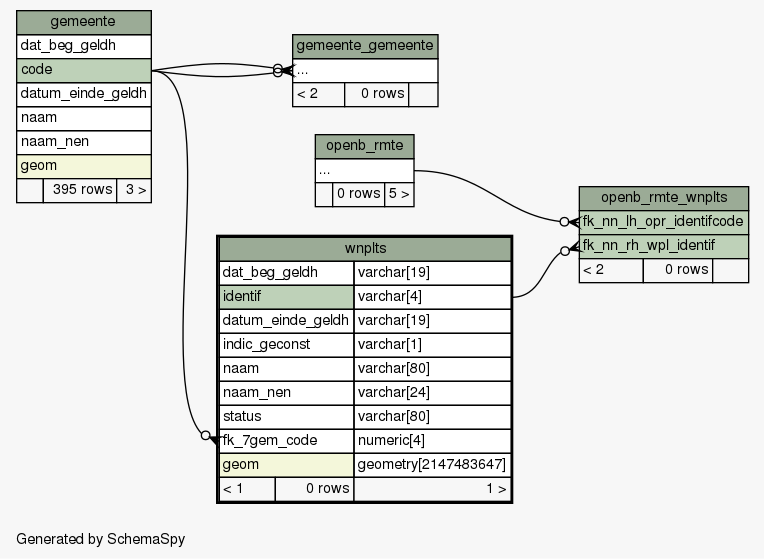 gemeente
dat_beg_geldh
code
datum_einde_geldh
naam
naam_nen
geom
395 rows 3 >
gemeente_gemeente
...
< 2 0 rows
openb_rmte
...
0 rows 5 >
openb_rmte_wnplts
fk_nn_lh_opr_identifcode
fk_nn_rh_wpl_identif
< 2 0 rows
wnplts
dat_beg_geldh varchar[19]
identif varchar[4]
datum_einde_geldh varchar[19]
indic_geconst varchar[1]
naam varchar[80]
naam_nen varchar[24]
status varchar[80]
fk_7gem_code numeric[4]
geom geometry[2147483647]
< 1 0 rows 1 >
Generated by SchemaSpy